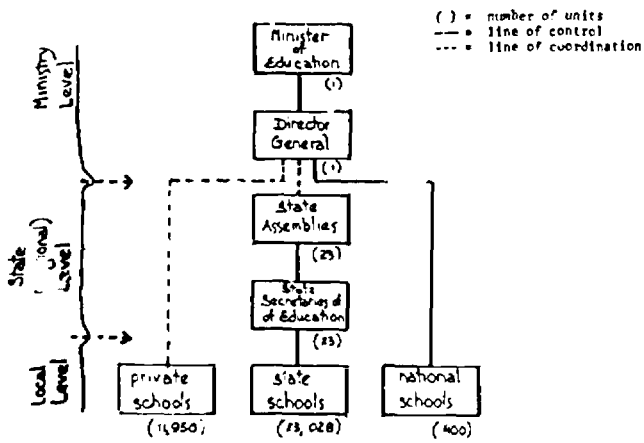 ( ) = number of units
— = line of control
--- = line of coordination
Minister
of
Education
(1)
Ministry
Level
Director
General
(1)
State
Assemblies
(23)
State
Level
State
Secretaries of
of Education
(23)
Local
Level
private
schools
state
schools
national
schools
(400)